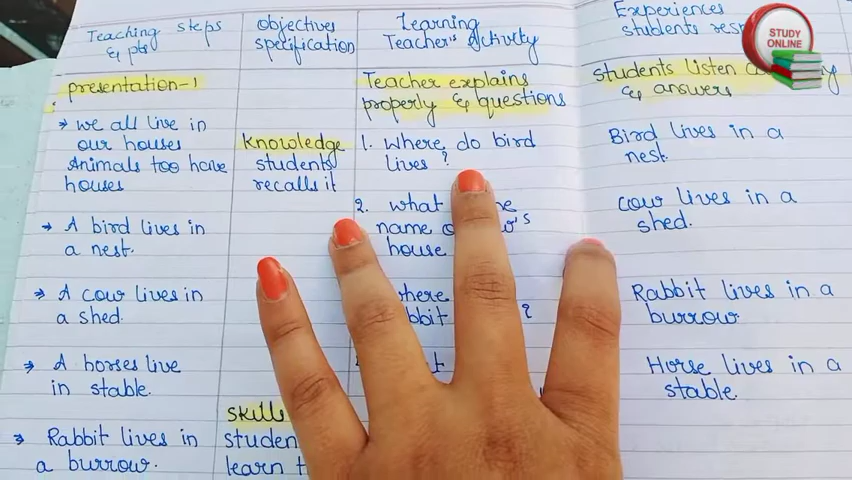 Teaching steps
& pts
Objectives
specification
Learning
Teacher's Activity
Experiences
students resp
STUDY
ONLINE
presentation-1
→ we all live in
our houses
Animals too have
houses
→ A bird lives in
a nest.
→ A cow lives in
a shed.
→ A horses live
in stable.
→ Rabbit lives in
a burrow.
Knowledge
students
recalls it
skills
studen
learn t
Teacher explains
properly & questions
1. where do bird
lives ?
2. what
name
's
house
where
?
students listen
& answers
Bird lives in a
nest.
Cow lives in a
shed.
Rabbit lives in a
burrow
Horse lives in a
stable.